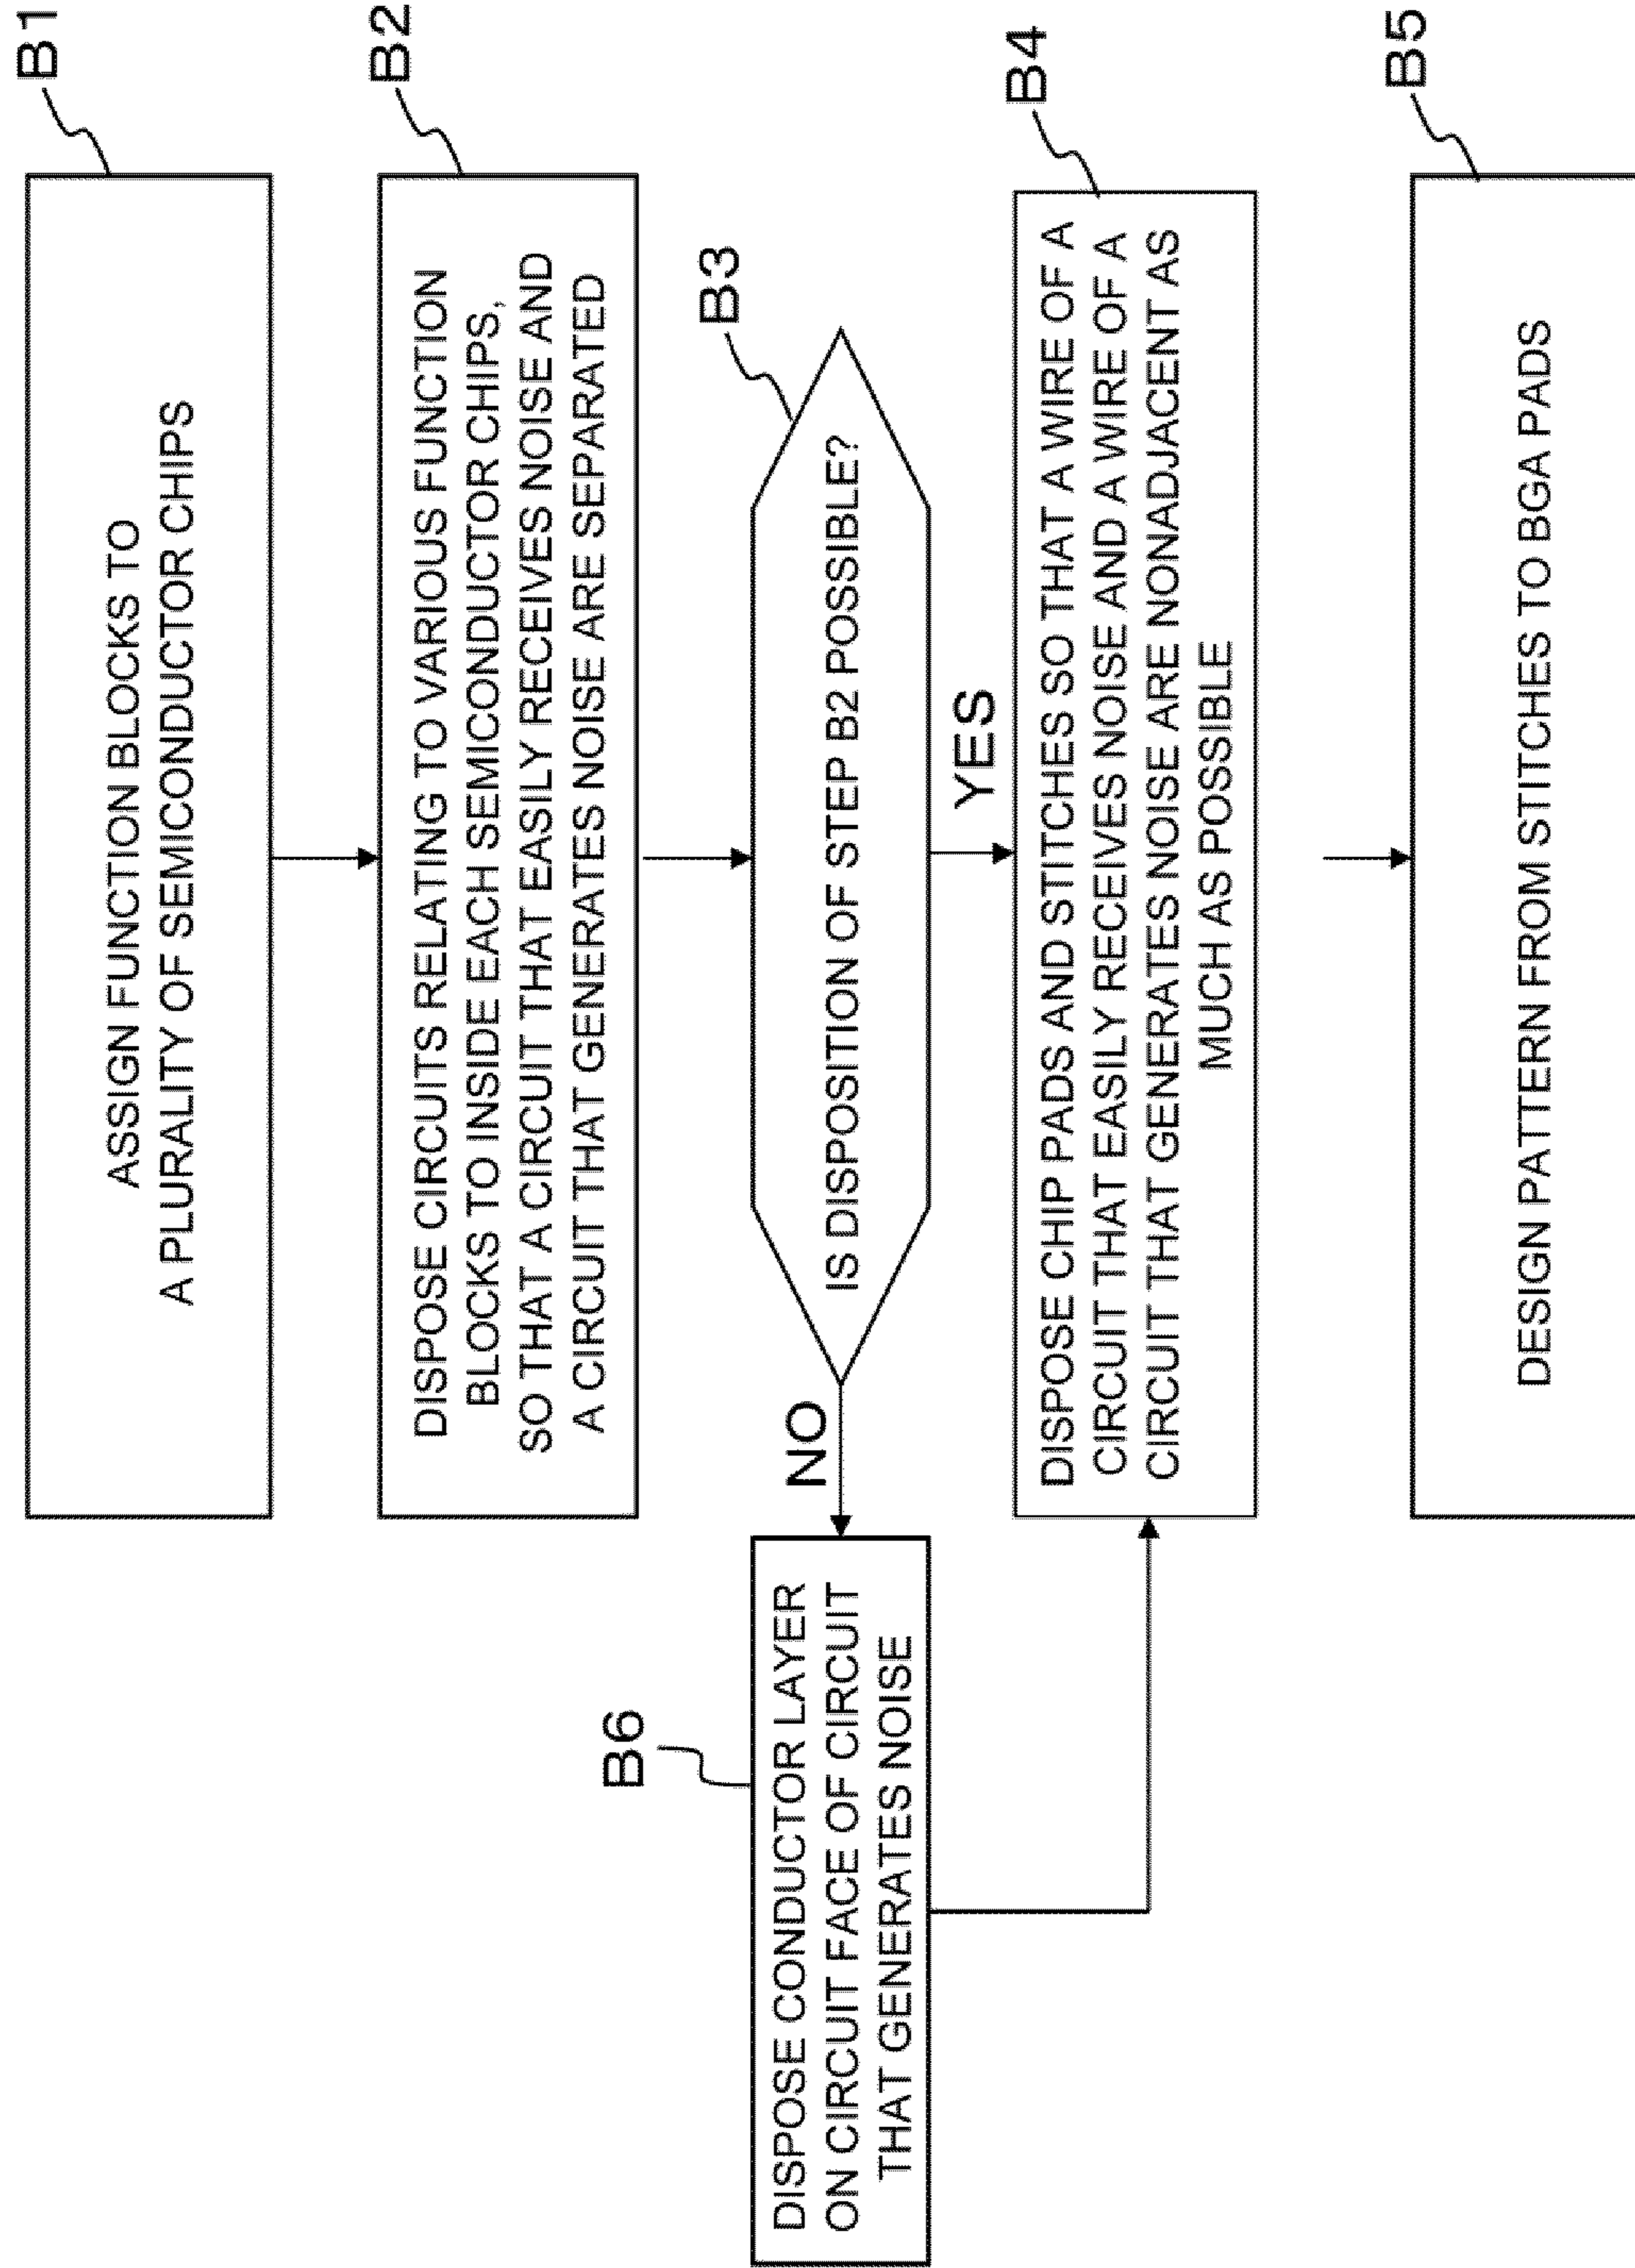 B1
ASSIGN FUNCTION BLOCKS TO
A PLURALITY OF SEMICONDUCTOR CHIPS
B2
DISPOSE CIRCUITS RELATING TO VARIOUS FUNCTION
BLOCKS TO INSIDE EACH SEMICONDUCTOR CHIPS,
SO THAT A CIRCUIT THAT EASILY RECEIVES NOISE AND
A CIRCUIT THAT GENERATES NOISE ARE SEPARATED
B3
IS DISPOSITION OF STEP B2 POSSIBLE?
NO
YES
B6
DISPOSE CONDUCTOR LAYER
ON CIRCUIT FACE OF CIRCUIT
THAT GENERATES NOISE
B4
DISPOSE CHIP PADS AND STITCHES SO THAT A WIRE OF A
CIRCUIT THAT EASILY RECEIVES NOISE AND A WIRE OF A
CIRCUIT THAT GENERATES NOISE ARE NONADJACENT AS
MUCH AS POSSIBLE
B5
DESIGN PATTERN FROM STITCHES TO BGA PADS